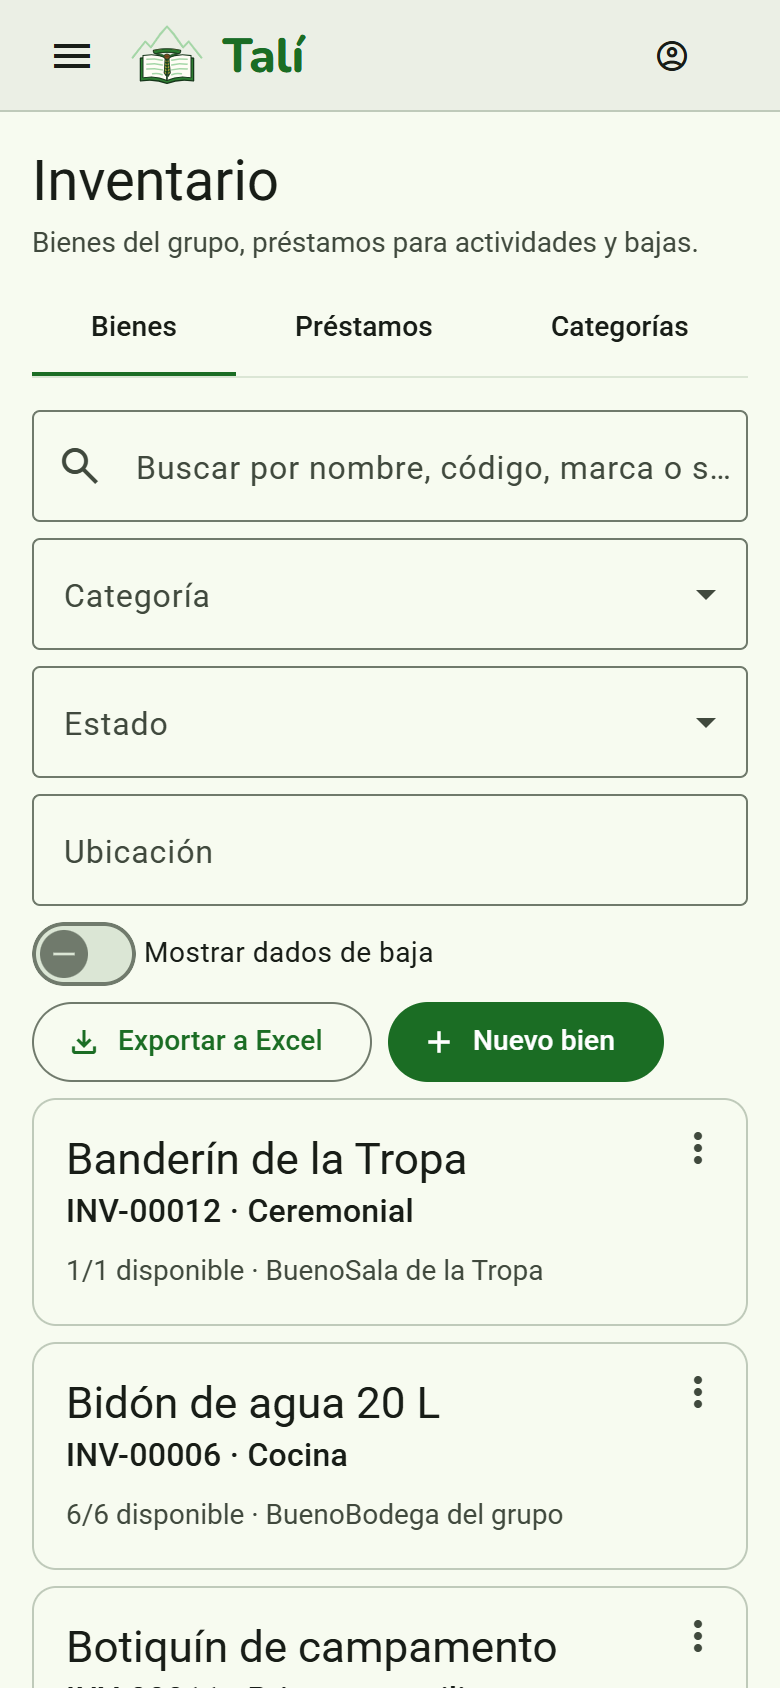 Talí
Inventario
Bienes del grupo, préstamos para actividades y bajas.
Bienes Préstamos Categorías
Buscar por nombre, código, marca o s…
Categoría
Estado
Ubicación
Mostrar dados de baja
Exportar a Excel Nuevo bien
Banderín de la Tropa
INV-00012 · Ceremonial
1/1 disponible · BuenoSala de la Tropa
Bidón de agua 20 L
INV-00006 · Cocina
6/6 disponible · BuenoBodega del grupo
Botiquín de campamento